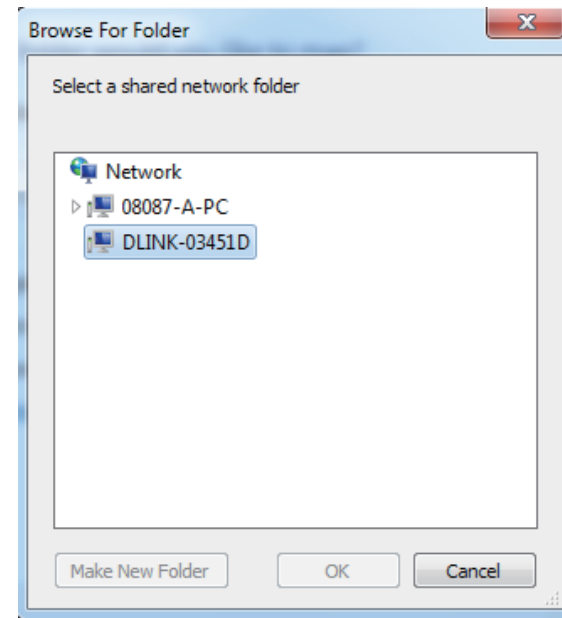 Browse For Folder
Select a shared network folder
Network
08087-A-PC
DLINK-03451D
Make New Folder OK Cancel